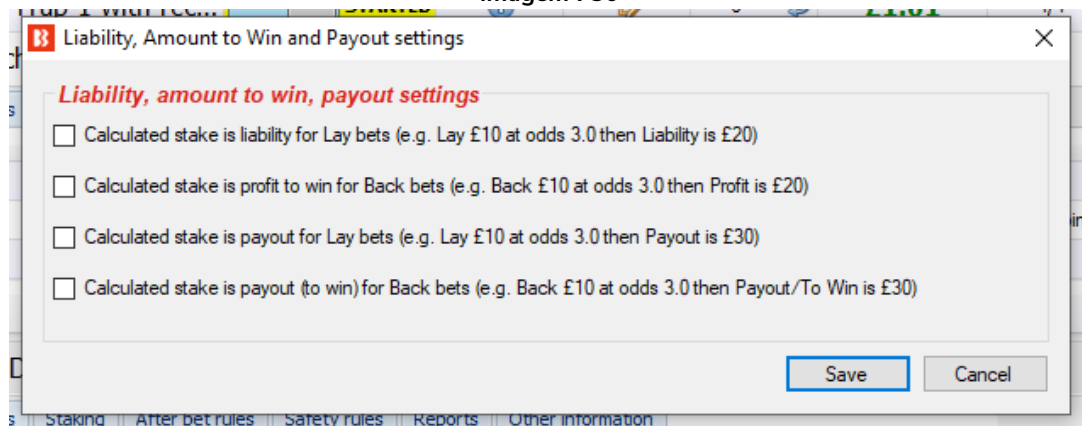 STARTED
£1.01
Liability, Amount to Win and Payout settings
Liability, amount to win, payout settings
Calculated stake is liability for Lay bets (e.g. Lay £10 at odds 3.0 then Liability is £20)
Calculated stake is profit to win for Back bets (e.g. Back £10 at odds 3.0 then Profit is £20)
Calculated stake is payout for Lay bets (e.g. Lay £10 at odds 3.0 then Payout is £30)
Calculated stake is payout (to win) for Back bets (e.g. Back £10 at odds 3.0 then Payout/To Win is £30)
Save Cancel
Staking After bet rules Safety rules Reports Other information